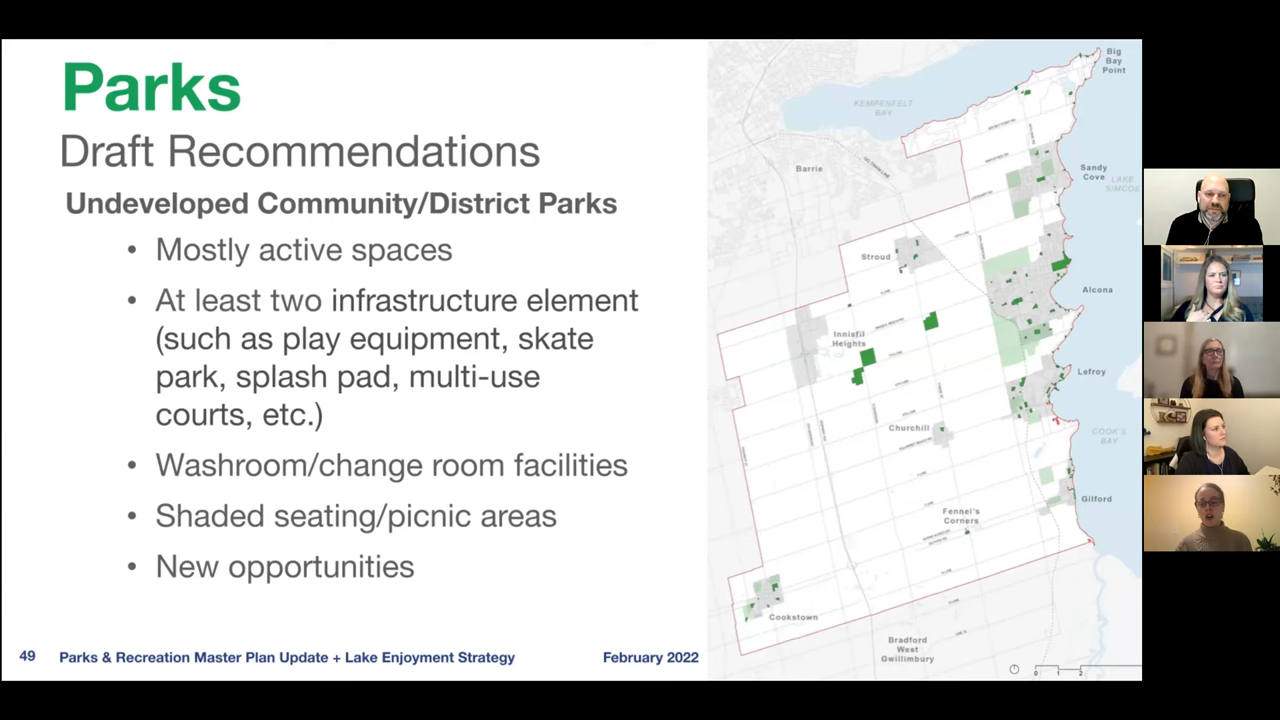 Parks
Draft Recommendations
Undeveloped Community/District Parks
• Mostly active spaces
• At least two infrastructure element
(such as play equipment, skate
park, splash pad, multi-use
courts, etc.)
• Washroom/change room facilities
• Shaded seating/picnic areas
• New opportunities
49 Parks & Recreation Master Plan Update + Lake Enjoyment Strategy February 2022
Big
Bay
Point
KEMPENFELT
BAY
Barrie
Sandy
Cove
LAKE
SIMCOE
Stroud
Alcona
Innisfil
Heights
Lefroy
Churchill
COOK'S
BAY
Gilford
Fennel's
Corners
Cookstown
Bradford
West
Gwillimbury
0 1 2